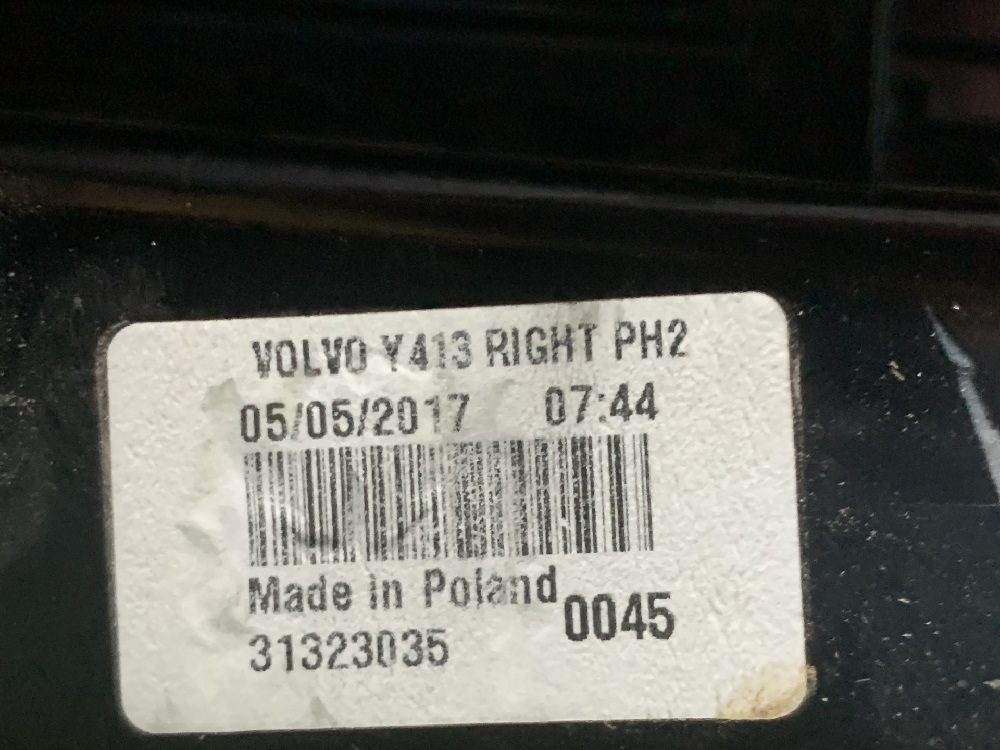 VOLVO Y413 RIGHT PH2
05/05/2017 07:44
Made in Poland
0045
31323035